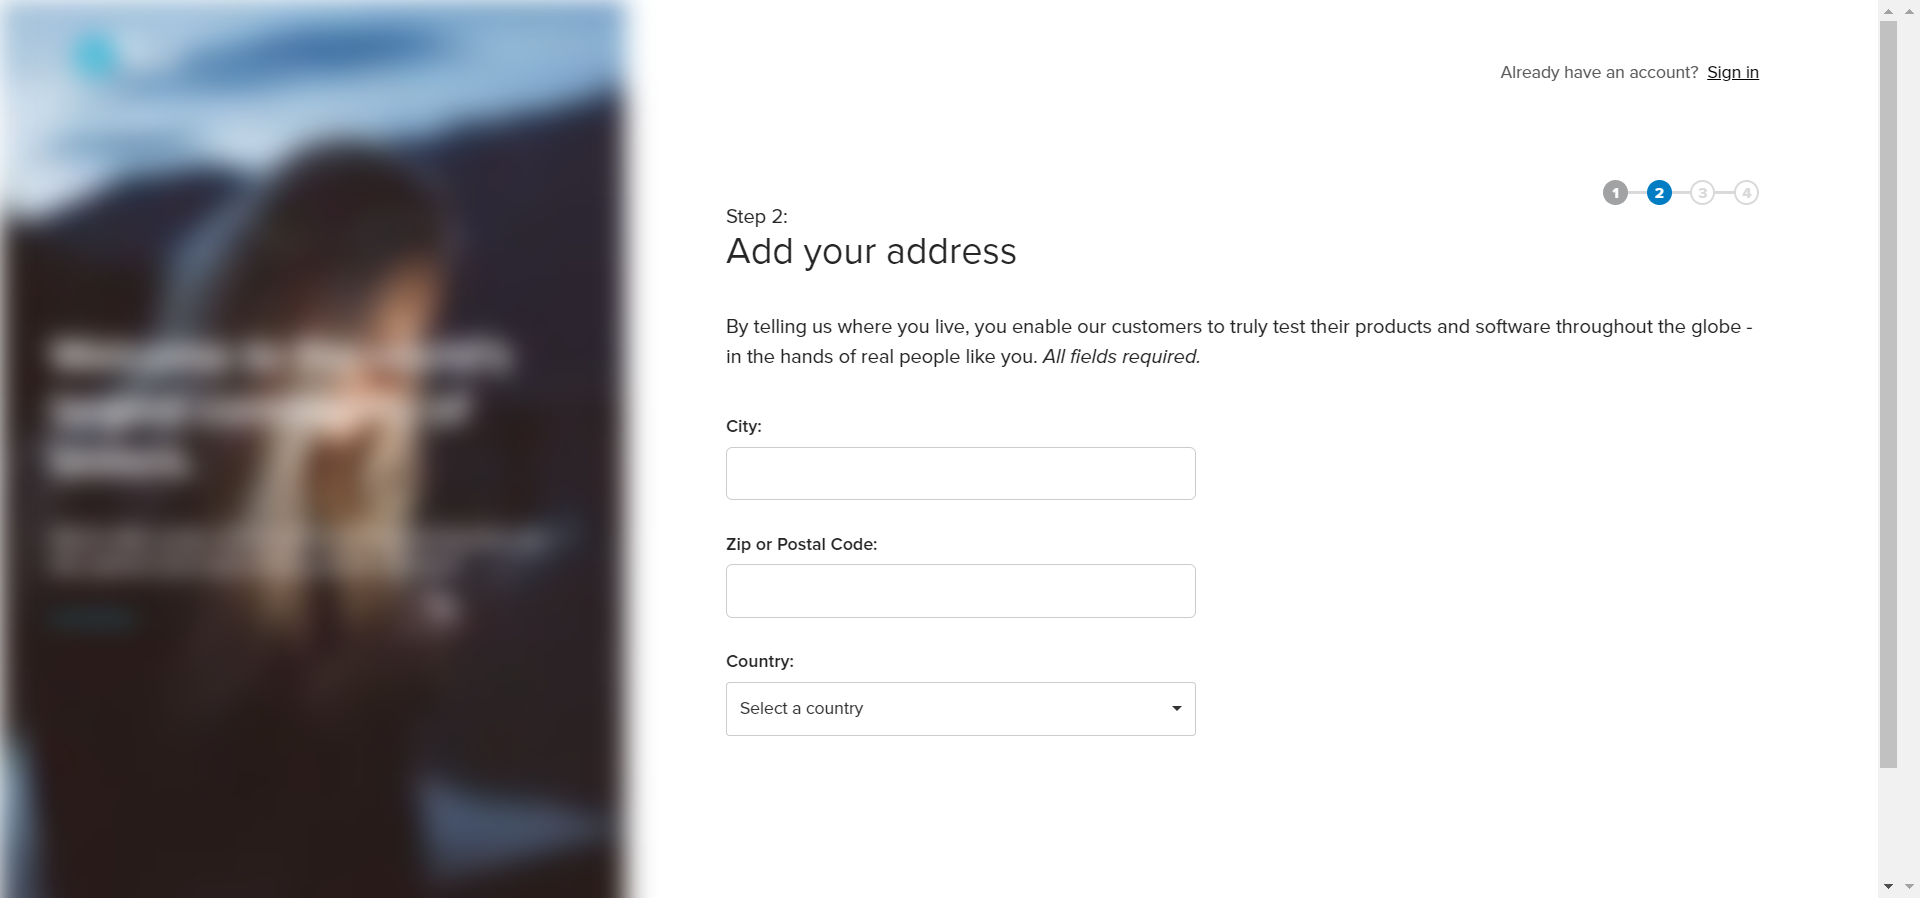 Already have an account? Sign in
1 2 3 4
Step 2:
Add your address
By telling us where you live, you enable our customers to truly test their products and software throughout the globe -
in the hands of real people like you. All fields required.
City:
Zip or Postal Code:
Country:
Select a country